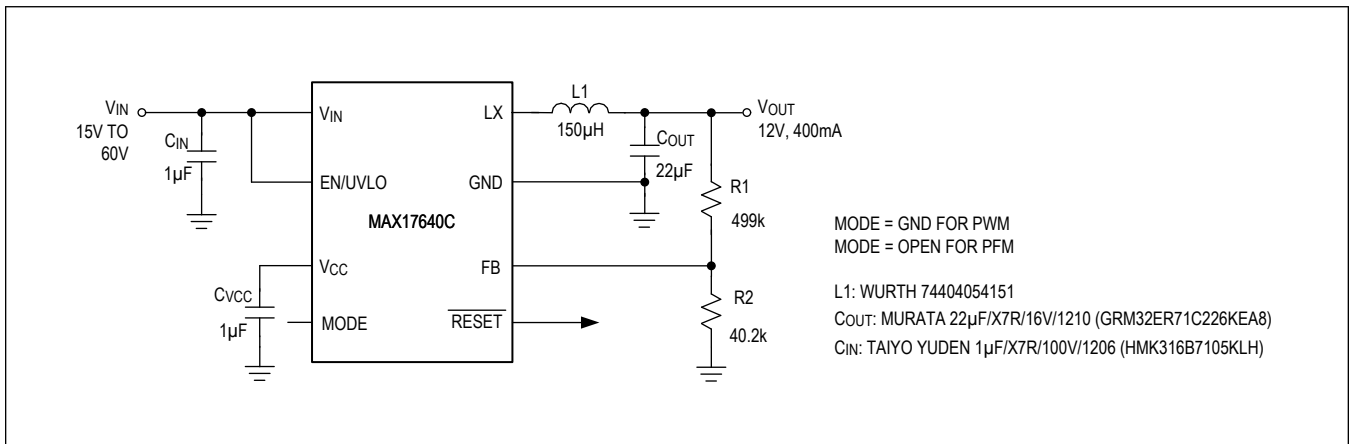 VIN
15V TO
60V
CIN
1µF
VIN
EN/UVLO
MAX17640C
VCC
CVCC
1µF
MODE
LX
GND
FB
RESET
L1
150µH
COUT
22µF
VOUT
12V, 400mA
R1
499k
R2
40.2k
MODE = GND FOR PWM
MODE = OPEN FOR PFM
L1: WURTH 74404054151
COUT: MURATA 22µF/X7R/16V/1210 (GRM32ER71C226KEA8)
CIN: TAIYO YUDEN 1µF/X7R/100V/1206 (HMK316B7105KLH)